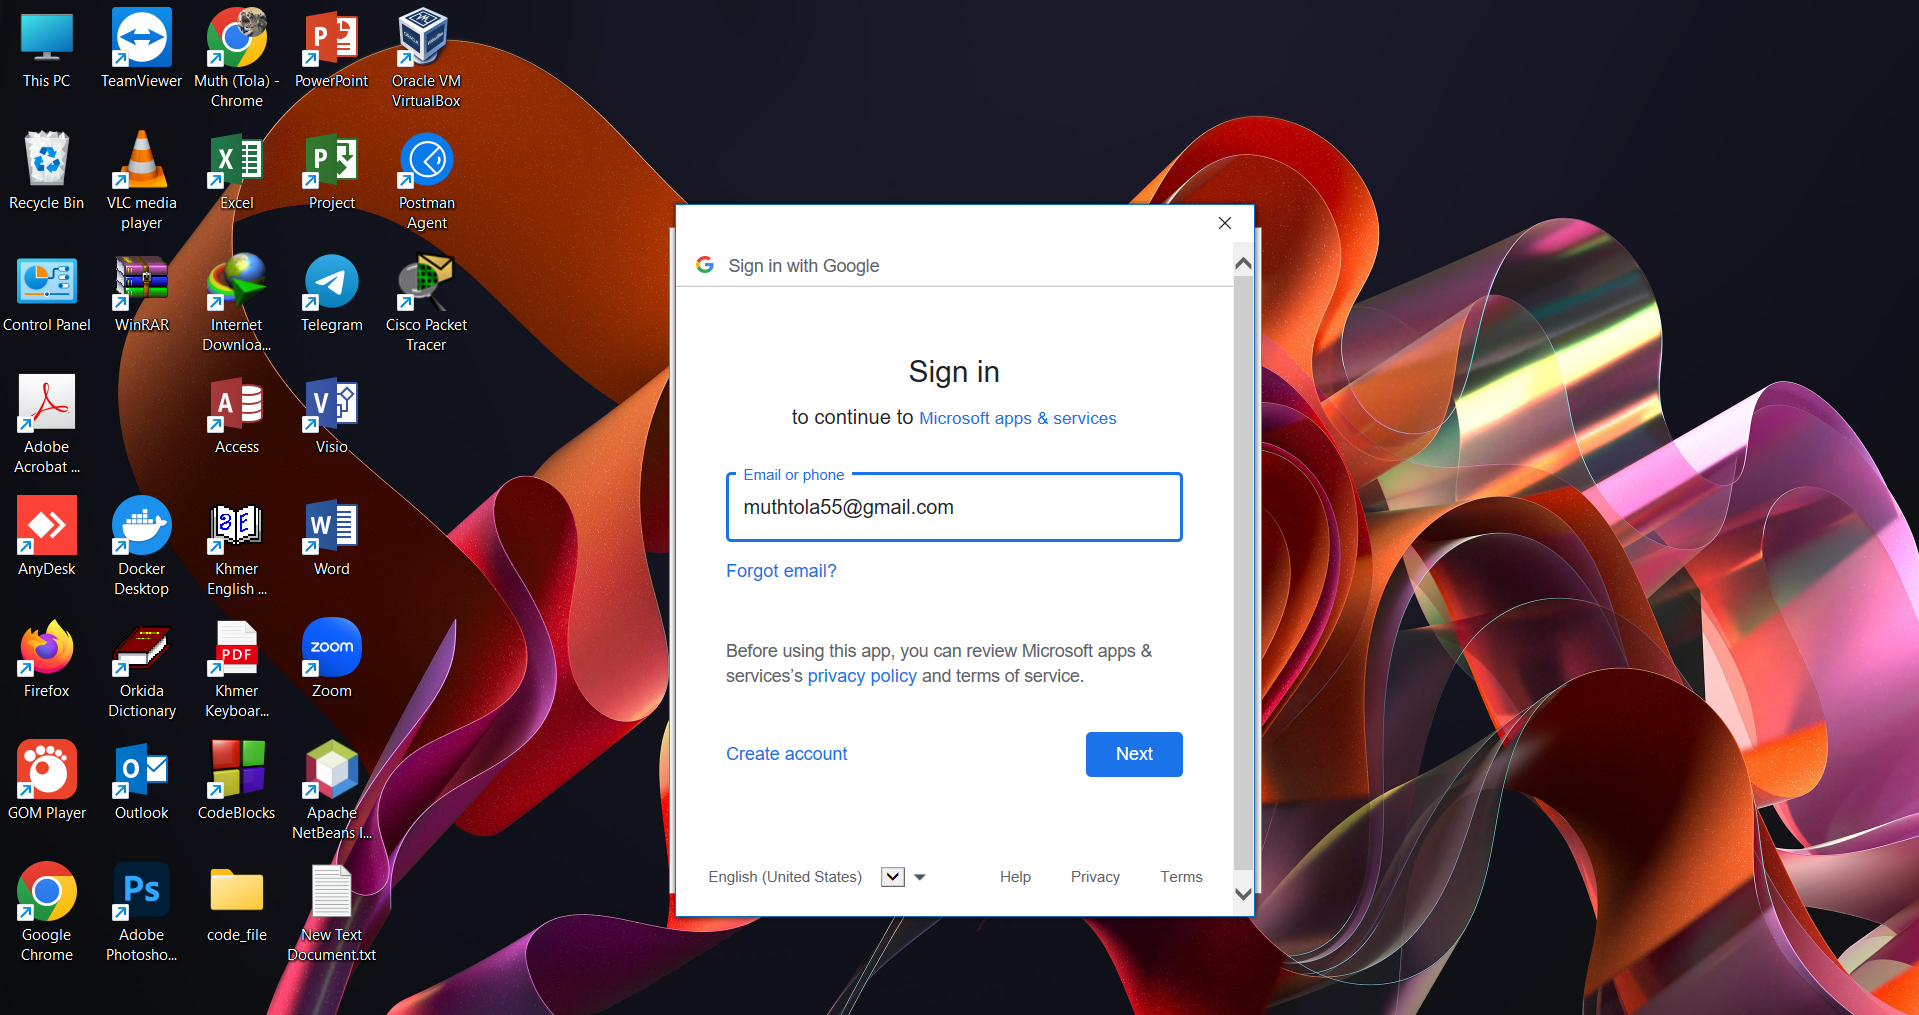 This PC
TeamViewer
Muth (Tola) -
Chrome
PowerPoint
Oracle VM
VirtualBox
Recycle Bin
VLC media
player
Excel
Project
Postman
Agent
Control Panel
WinRAR
Internet
Downloa...
Telegram
Cisco Packet
Tracer
Adobe
Acrobat ...
Access
Visio
AnyDesk
Docker
Desktop
Khmer
English ...
Word
Firefox
Orkida
Dictionary
PDF
Khmer
Keyboar...
zoom
Zoom
GOM Player
Outlook
CodeBlocks
Apache
NetBeans I...
Google
Chrome
Ps
Adobe
Photosho...
code_file
New Text
Document.txt
Sign in with Google
Sign in
to continue to Microsoft apps & services
Email or phone
muthtola55@gmail.com
Forgot email?
Before using this app, you can review Microsoft apps &
services’s privacy policy and terms of service.
Create account
Next
English (United States)
Help
Privacy
Terms